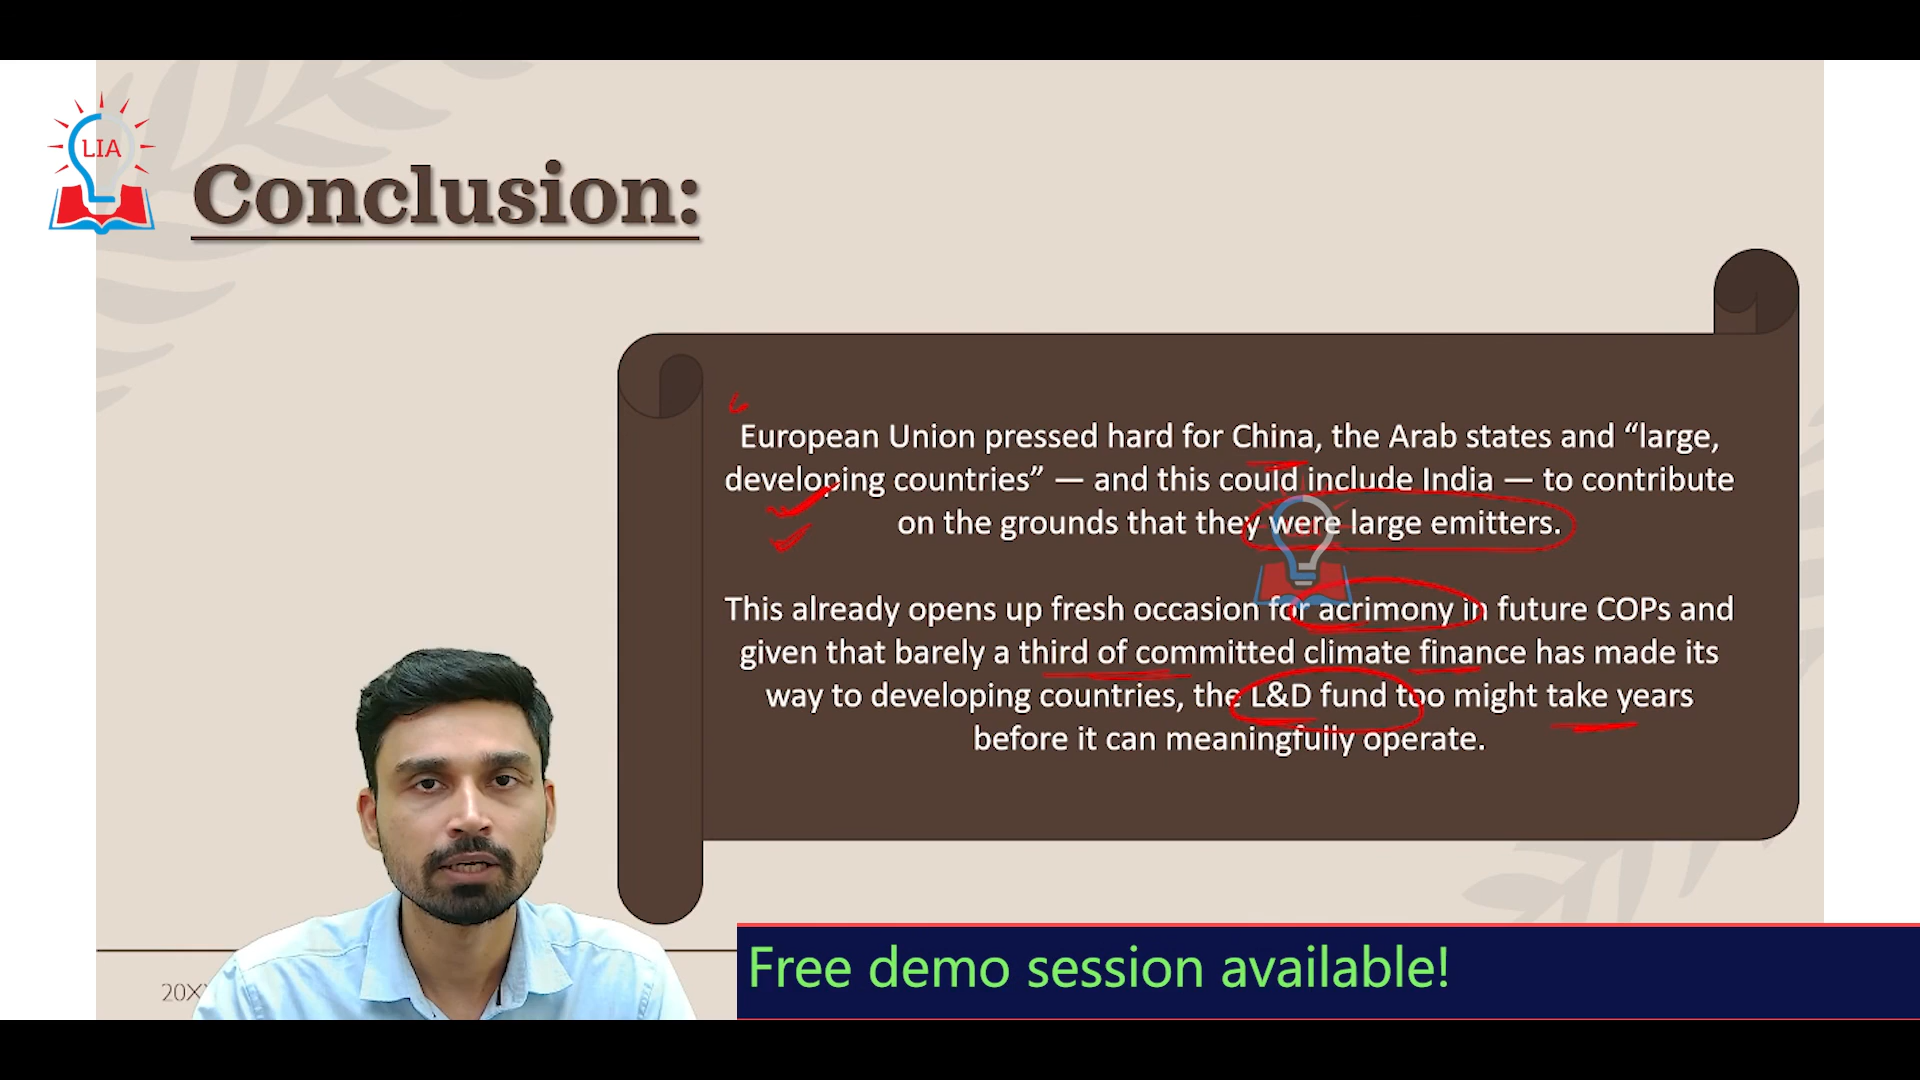 LIA
Conclusion:
European Union pressed hard for China, the Arab states and “large,
developing countries” — and this could include India — to contribute
on the grounds that they were large emitters.
This already opens up fresh occasion for acrimony in future COPs and
given that barely a third of committed climate finance has made its
way to developing countries, the L&D fund too might take years
before it can meaningfully operate.
Free demo session available!